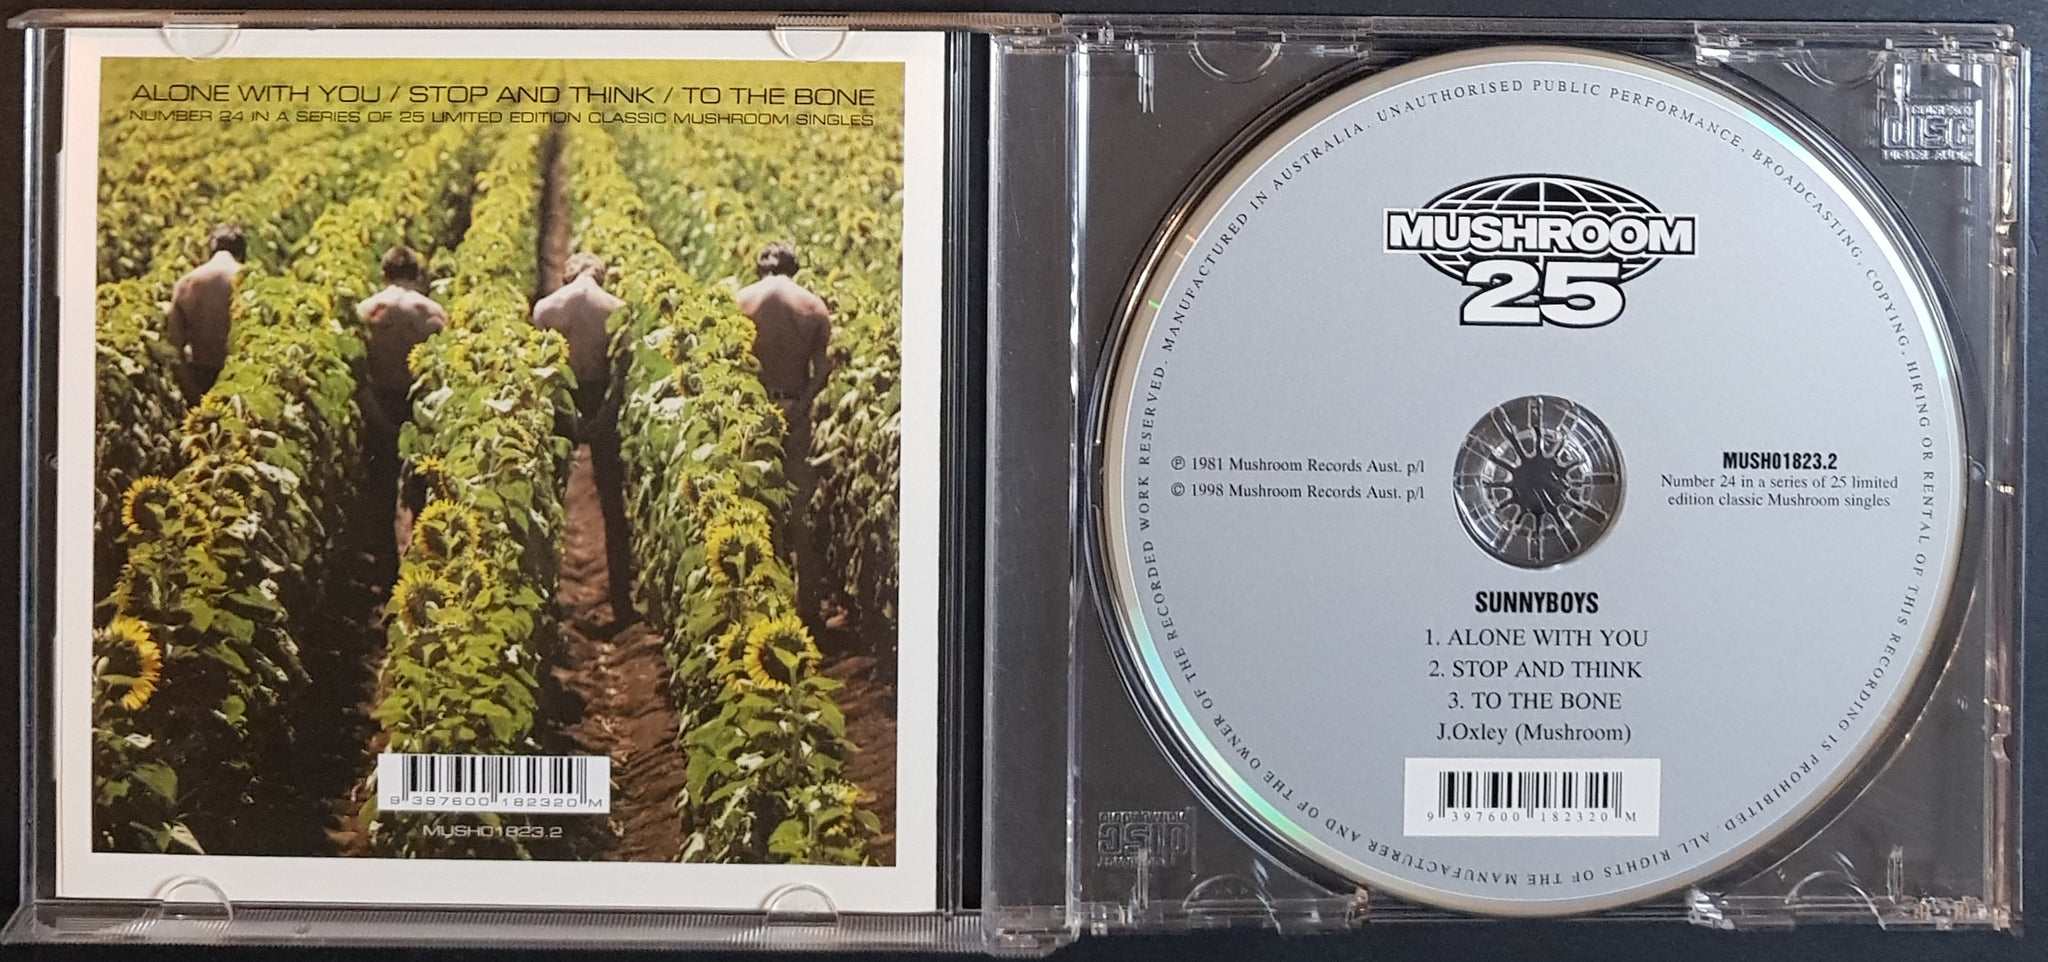 ALONE WITH YOU / STOP AND THINK / TO THE BONE
NUMBER 24 IN A SERIES OF 25 LIMITED EDITION CLASSIC MUSHROOM SINGLES
9 397600 182320 M
MUSH01823.2
MANUFACTURED IN AUSTRALIA. UNAUTHORISED PUBLIC PERFORMANCE, BROADCASTING, COPYING, HIRING OR RENTAL OF THIS RECORDING IS PROHIBITED. ALL RIGHTS OF THE MANUFACTURER AND OF THE OWNER OF THE RECORDED WORK RESERVED.
MUSHROOM
25
℗ 1981 Mushroom Records Aust. p/l
© 1998 Mushroom Records Aust. p/l
MUSH01823.2
Number 24 in a series of 25 limited
edition classic Mushroom singles
SUNNYBOYS
1. ALONE WITH YOU
2. STOP AND THINK
3. TO THE BONE
J.Oxley (Mushroom)
9 397600 182320 M
COMPACT
disc
DIGITAL AUDIO
disc